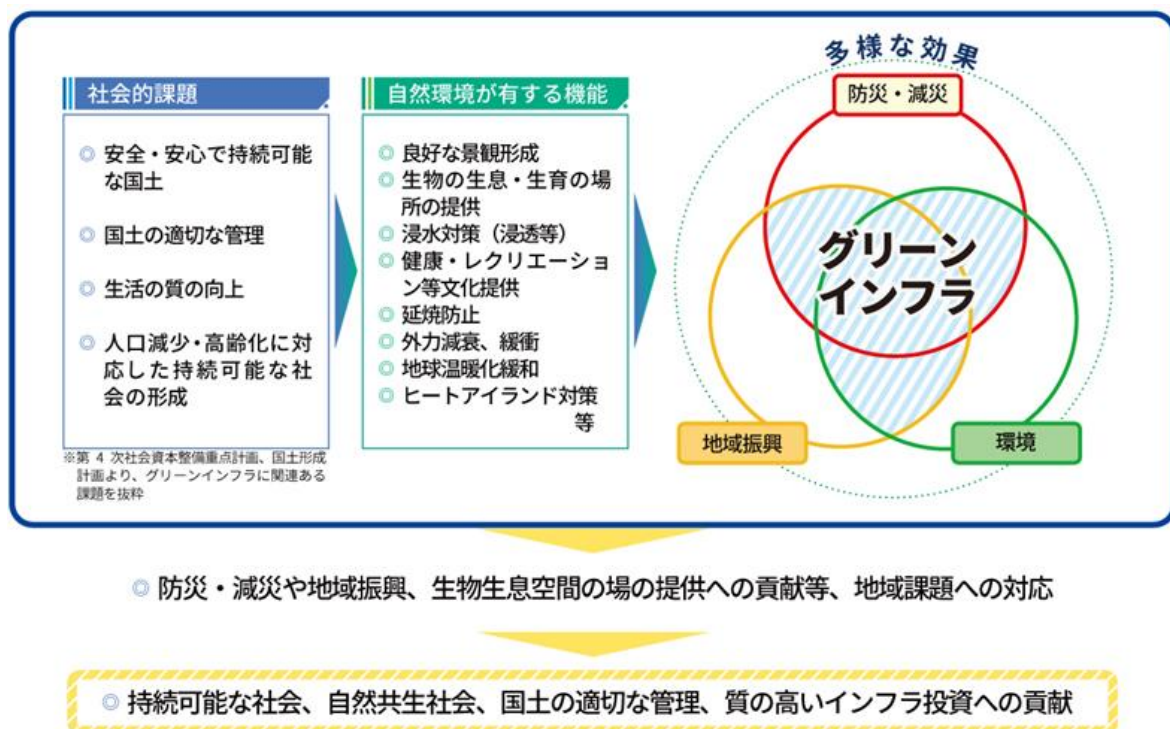 社会的課題
◎ 安全・安心で持続可能
な国土
◎ 国土の適切な管理
◎ 生活の質の向上
◎ 人口減少・高齢化に対
応した持続可能な社
会の形成
※第 4 次社会資本整備重点計画、国土形成
計画より、グリーンインフラに関連ある
課題を抜粋
自然環境が有する機能
◎ 良好な景観形成
◎ 生物の生息・生育の場
所の提供
◎ 浸水対策（浸透等）
◎ 健康・レクリエーショ
ン等文化提供
◎ 延焼防止
◎ 外力減衰、緩衝
◎ 地球温暖化緩和
◎ ヒートアイランド対策
等
多様な効果
防災・減災
グリーン
インフラ
地域振興
環境
◎ 防災・減災や地域振興、生物生息空間の場の提供への貢献等、地域課題への対応
◎ 持続可能な社会、自然共生社会、国土の適切な管理、質の高いインフラ投資への貢献